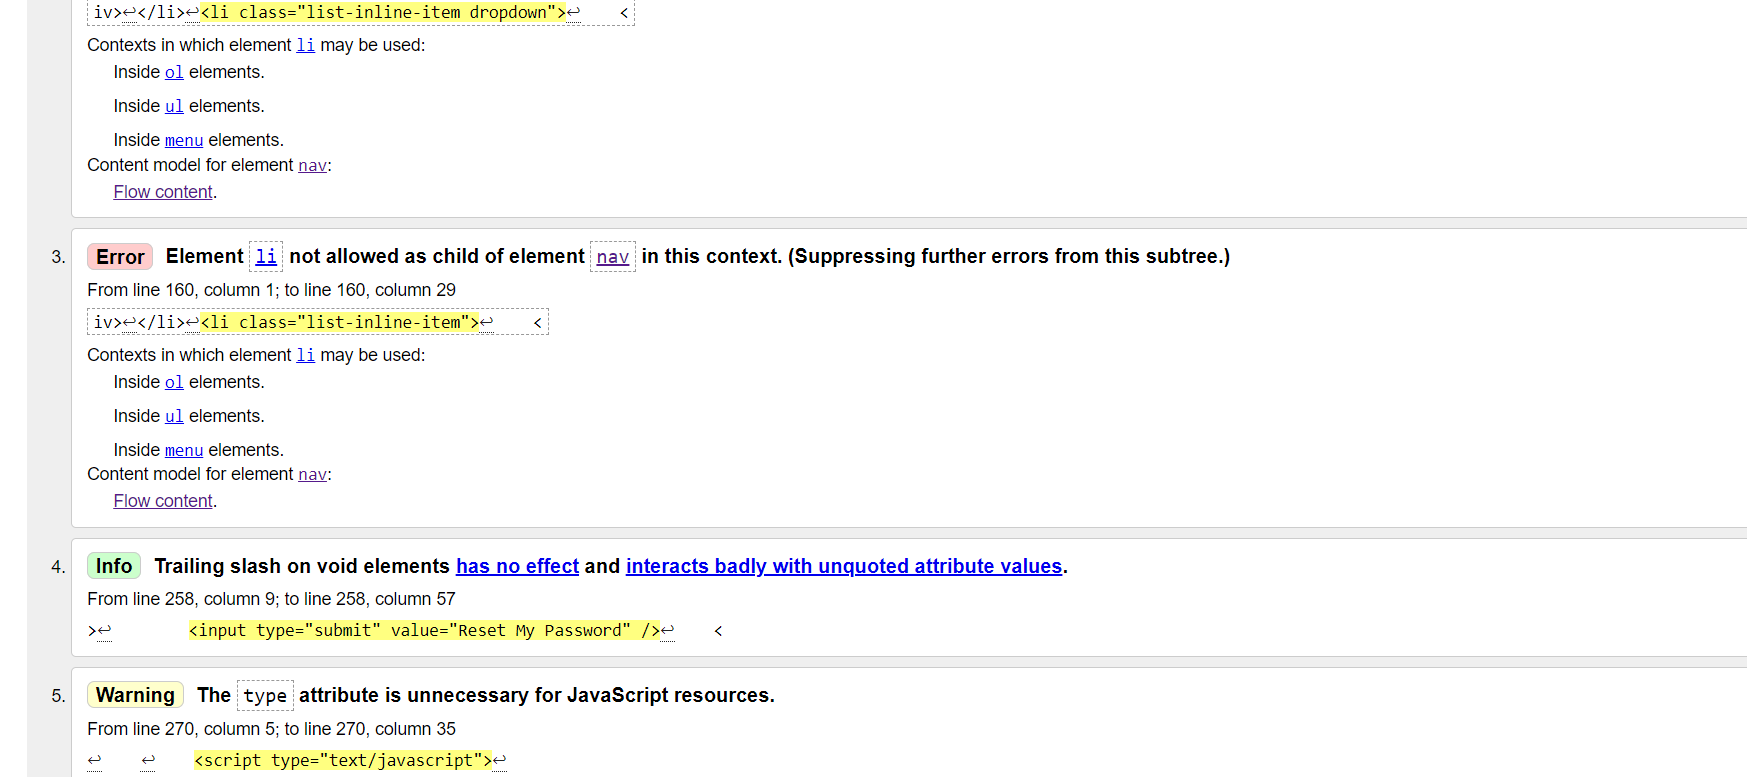 iv>↩</li>↩<li class="list-inline-item dropdown">↩    <
Contexts in which element li may be used:
Inside ol elements.
Inside ul elements.
Inside menu elements.
Content model for element nav:
Flow content.
3. Error Element li not allowed as child of element nav in this context. (Suppressing further errors from this subtree.)
From line 160, column 1; to line 160, column 29
iv>↩</li>↩<li class="list-inline-item">↩    <
Contexts in which element li may be used:
Inside ol elements.
Inside ul elements.
Inside menu elements.
Content model for element nav:
Flow content.
4. Info Trailing slash on void elements has no effect and interacts badly with unquoted attribute values.
From line 258, column 9; to line 258, column 57
>↩        <input type="submit" value="Reset My Password" />↩    <
5. Warning The type attribute is unnecessary for JavaScript resources.
From line 270, column 5; to line 270, column 35
↩    ↩    <script type="text/javascript">↩